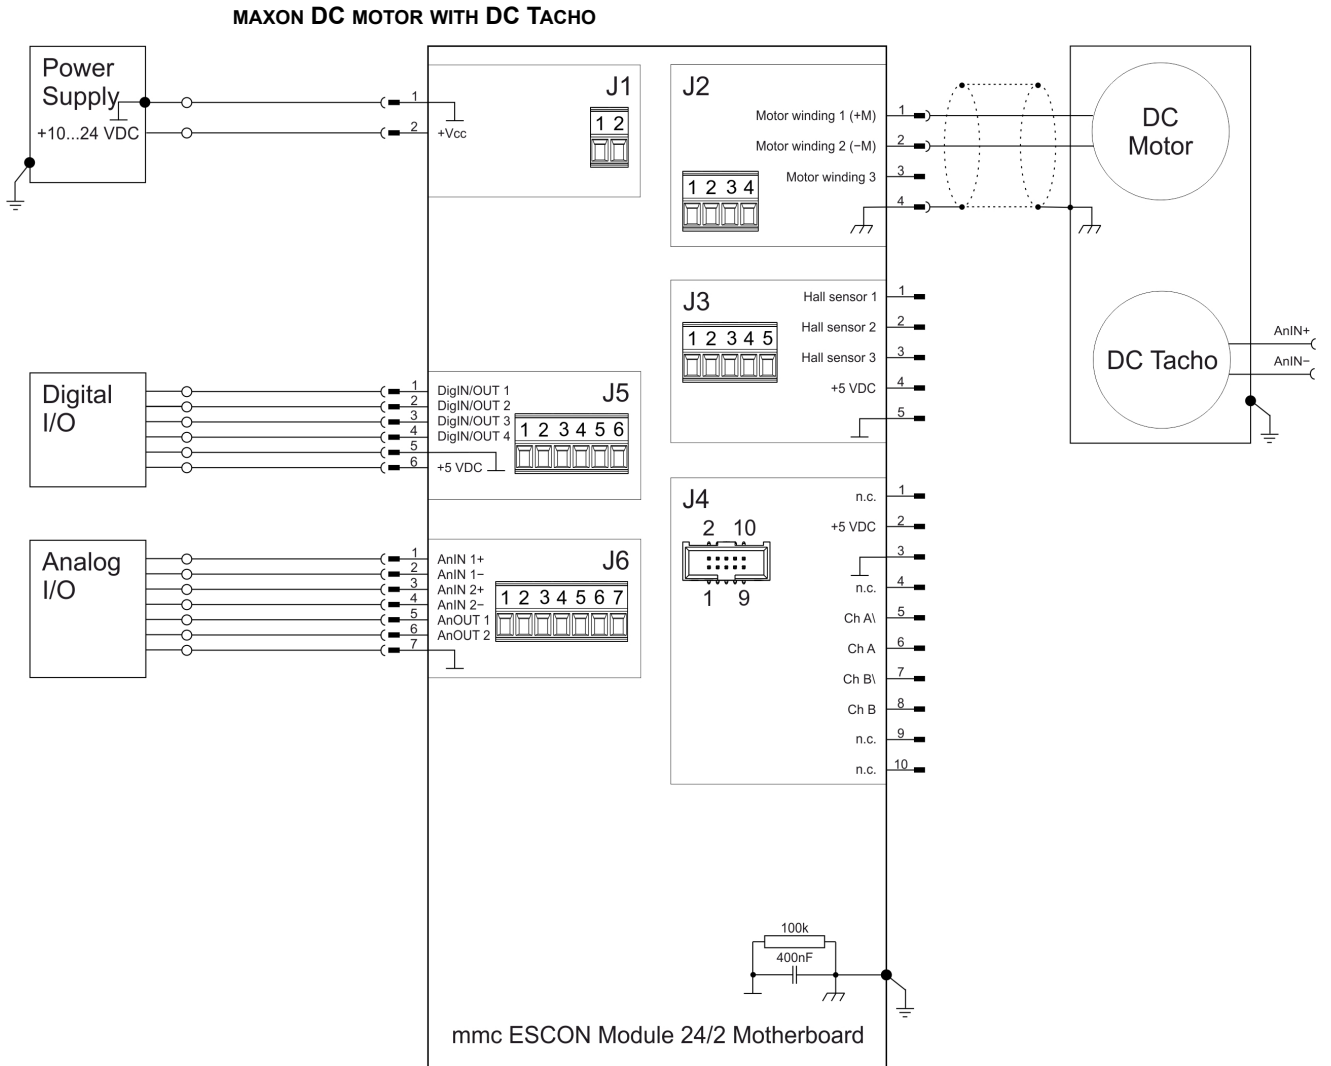 MAXON DC MOTOR WITH DC TACHO
Power
Supply
+10...24 VDC
1
2
+Vcc
J1
1 2
J2
Motor winding 1 (+M)
Motor winding 2 (−M)
Motor winding 3
1
2
3
4
1 2 3 4
DC
Motor
J3
Hall sensor 1
Hall sensor 2
Hall sensor 3
+5 VDC
1
2
3
4
5
1 2 3 4 5
DC Tacho
AnIN+
AnIN−
Digital
I/O
1
2
3
4
5
6
DigIN/OUT 1
DigIN/OUT 2
DigIN/OUT 3
DigIN/OUT 4
+5 VDC
J5
1 2 3 4 5 6
J4
2 10
1 9
n.c.
+5 VDC
n.c.
Ch A\
Ch A
Ch B\
Ch B
n.c.
n.c.
1
2
3
4
5
6
7
8
9
10
Analog
I/O
1
2
3
4
5
6
7
AnIN 1+
AnIN 1−
AnIN 2+
AnIN 2−
AnOUT 1
AnOUT 2
J6
1 2 3 4 5 6 7
100k
400nF
mmc ESCON Module 24/2 Motherboard